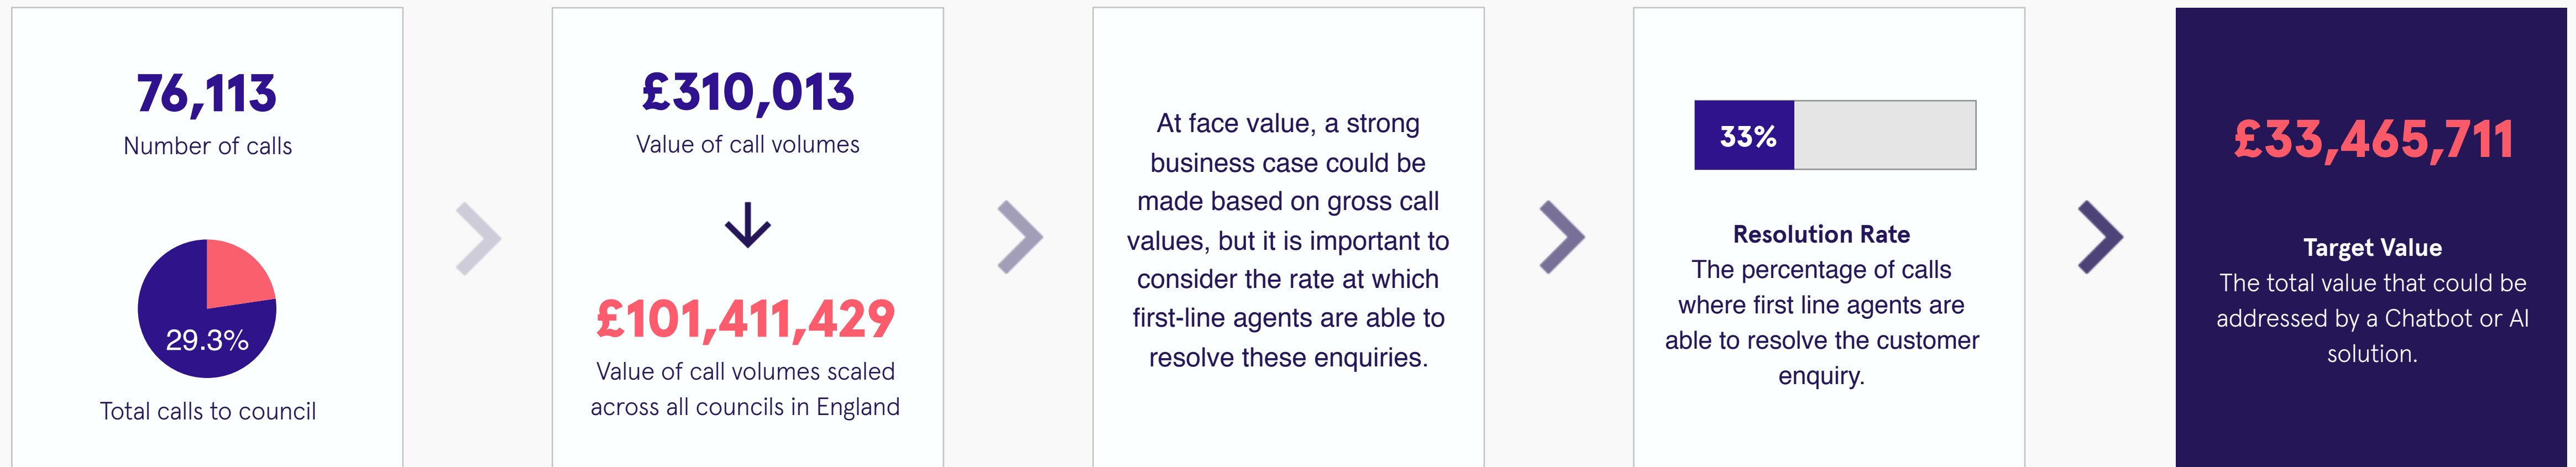 76,113
Number of calls
29.3%
Total calls to council
£310,013
Value of call volumes
£101,411,429
Value of call volumes scaled
across all councils in England
At face value, a strong
business case could be
made based on gross call
values, but it is important to
consider the rate at which
first-line agents are able to
resolve these enquiries.
33%
Resolution Rate
The percentage of calls
where first line agents are
able to resolve the customer
enquiry.
£33,465,711
Target Value
The total value that could be
addressed by a Chatbot or AI
solution.